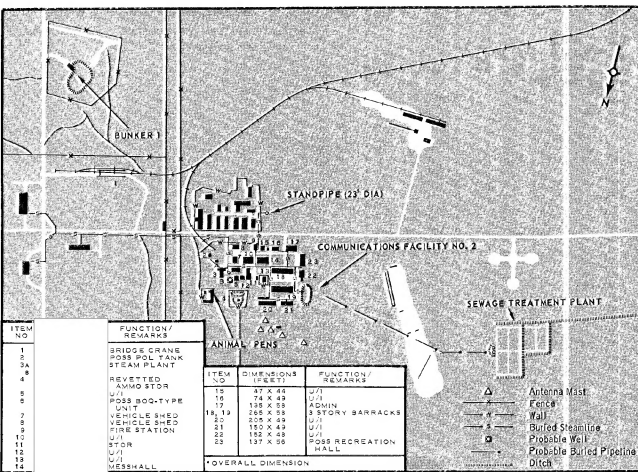 N
BUNKER 1
STANDPIPE (23' DIA)
COMMUNICATIONS FACILITY NO. 2
SEWAGE TREATMENT PLANT
ANIMAL PENS
ITEM NO
FUNCTION/ REMARKS
1 BRIDGE CRANE
2 POSS POL TANK
3A STEAM PLANT
B
4 REVETTED AMMO STOR
5 U/I
6 POSS BOQ-TYPE UNIT
7 VEHICLE SHED
8 VEHICLE SHED
9 FIRE STATION
10 U/I
11 STOR
12 U/I
13 U/I
14 MESSHALL
ITEM NO
DIMENSIONS (FEET)
FUNCTION/ REMARKS
15 47 X 44 U/I
16 74 X 49 U/I
17 135 X 58 ADMIN
18, 19 265 X 58 3 STORY BARRACKS
20 205 X 49 U/I
21 150 X 49 U/I
22 152 X 48 U/I
23 137 X 56 POSS RECREATION HALL
*OVERALL DIMENSION
Antenna Mast
Fence
Wall
Buried Steamline
Probable Well
Probable Buried Pipeline
Ditch